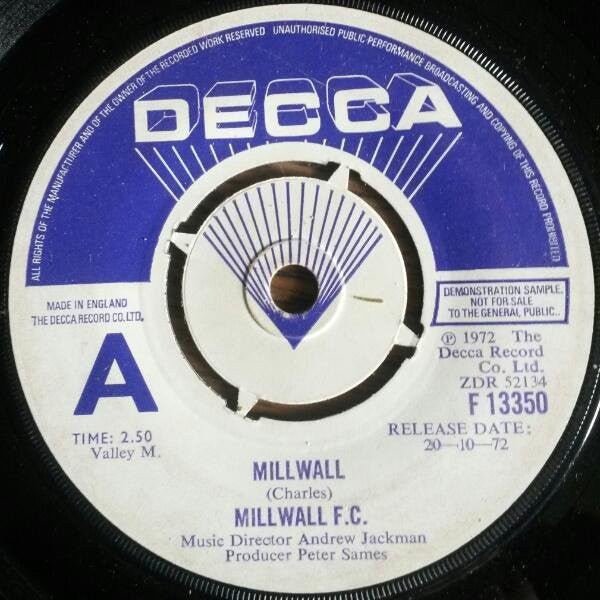 ALL RIGHTS OF THE MANUFACTURER AND OF THE OWNER OF THE RECORDED WORK RESERVED UNAUTHORISED PUBLIC PERFORMANCE BROADCASTING AND COPYING OF THIS RECORD PROHIBITED
DECCA
MADE IN ENGLAND
THE DECCA RECORD CO. LTD.
DEMONSTRATION SAMPLE,
NOT FOR SALE
TO THE GENERAL, PUBLIC..
A
℗ 1972 The
Decca Record
Co. Ltd.
ZDR 52134
F 13350
TIME: 2.50
Valley M.
RELEASE DATE:
20—10—72
MILLWALL
(Charles)
MILLWALL F.C.
Music Director Andrew Jackman
Producer Peter Sames